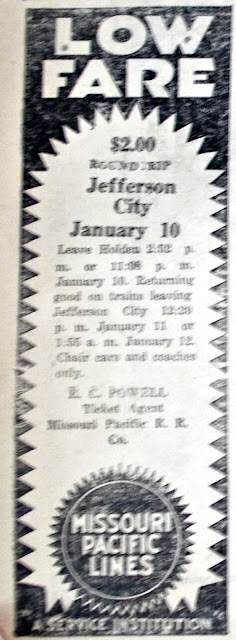 LOW
FARE
$2.00
ROUND TRIP
Jefferson
City
January 10
Leave Holden 2:52 p.
m. or 11:08 p. m.
January 10. Returning
good on trains leaving
Jefferson City 12:20
p. m. January 11 or
1:55 a. m. January 12.
Chair cars and coaches
only.
E. C. POWELL
Ticket Agent
Missouri Pacific R. R.
Co.
MISSOURI
PACIFIC
LINES
"A SERVICE INSTITUTION"